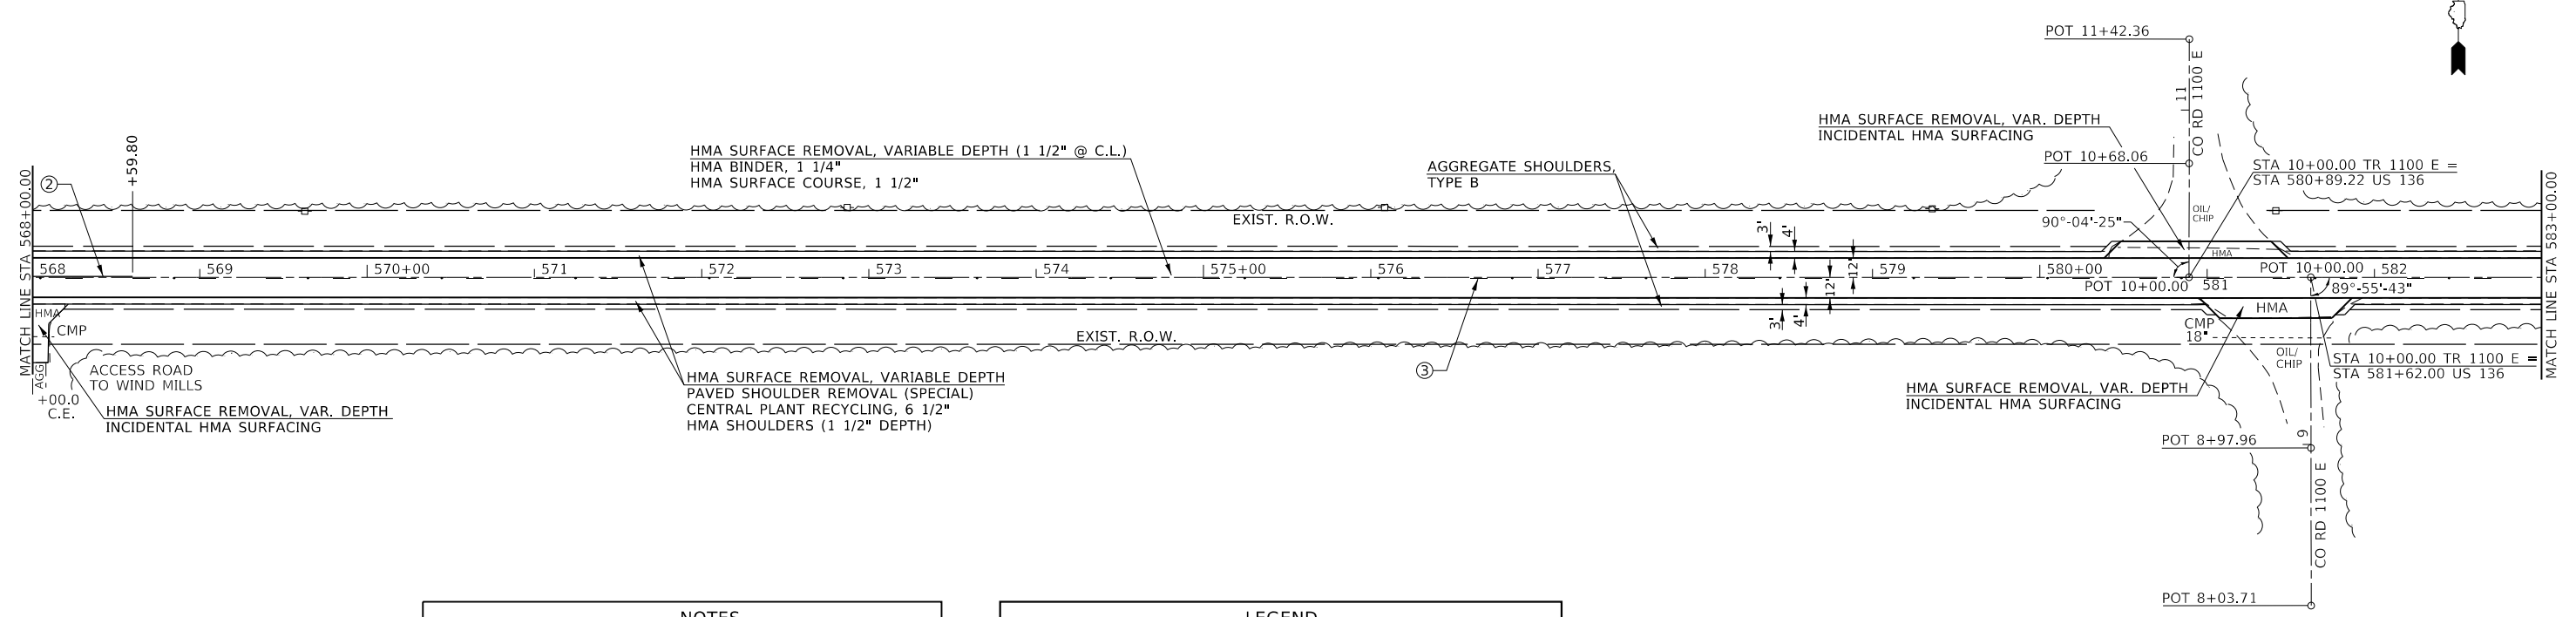 POT 11+42.36
CO RD 1100 E
11
HMA SURFACE REMOVAL, VAR. DEPTH
INCIDENTAL HMA SURFACING
POT 10+68.06
STA 10+00.00 TR 1100 E =
STA 580+89.22 US 136
OIL/
CHIP
90°-04'-25"
HMA SURFACE REMOVAL, VARIABLE DEPTH (1 1/2" @ C.L.)
HMA BINDER, 1 1/4"
HMA SURFACE COURSE, 1 1/2"
AGGREGATE SHOULDERS,
TYPE B
+59.80
2
MATCH LINE STA 568+00.00
MATCH LINE STA 583+00.00
EXIST. R.O.W.
3'
4'
12'
HMA
568
569
570+00
571
572
573
574
575+00
576
577
578
579
580+00
581
582
POT 10+00.00
POT 10+00.00
89°-55'-43"
12'
3'
4'
HMA
CMP
AGG
+00.0
C.E.
ACCESS ROAD
TO WIND MILLS
HMA SURFACE REMOVAL, VAR. DEPTH
INCIDENTAL HMA SURFACING
EXIST. R.O.W.
HMA SURFACE REMOVAL, VARIABLE DEPTH
PAVED SHOULDER REMOVAL (SPECIAL)
CENTRAL PLANT RECYCLING, 6 1/2"
HMA SHOULDERS (1 1/2" DEPTH)
3
HMA
CMP
18"
OIL/
CHIP
STA 10+00.00 TR 1100 E =
STA 581+62.00 US 136
HMA SURFACE REMOVAL, VAR. DEPTH
INCIDENTAL HMA SURFACING
POT 8+97.96
9
CO RD 1100 E
POT 8+03.71
NOTES
LEGEND